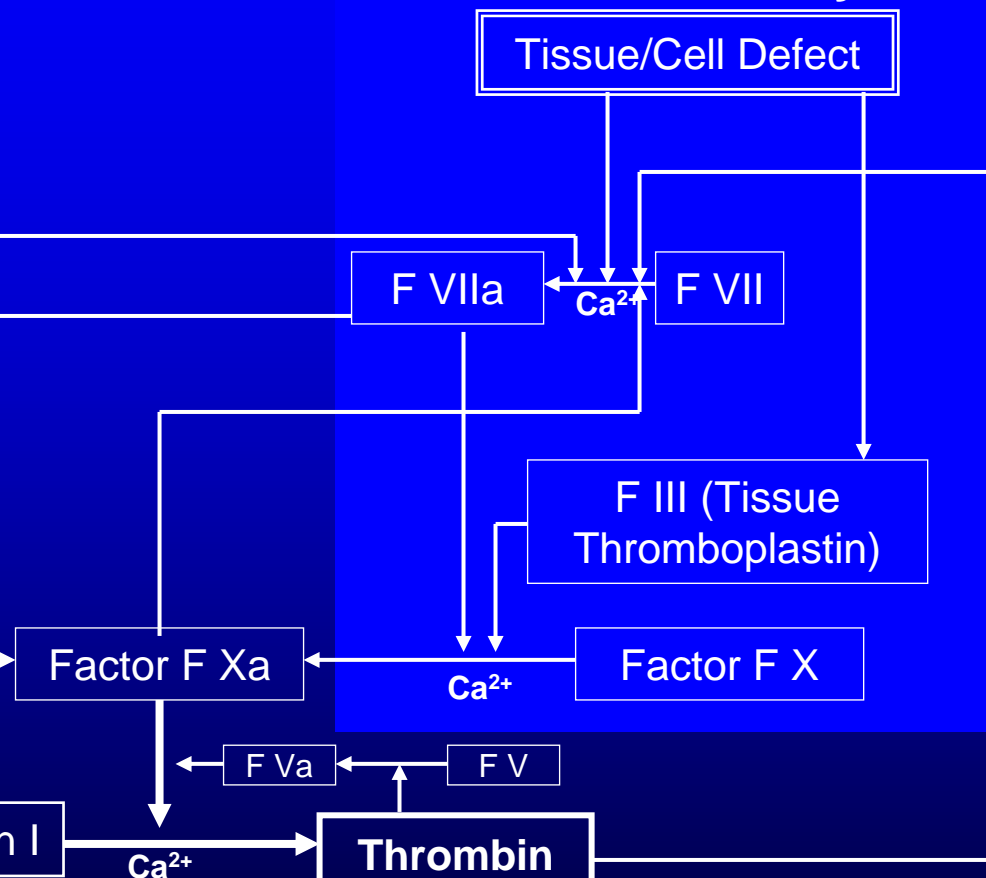 Tissue/Cell Defect
F VIIa
Ca²⁺
F VII
F III (Tissue
Thromboplastin)
Factor F Xa
Ca²⁺
Factor F X
F Va
F V
n I
Ca²⁺
Thrombin